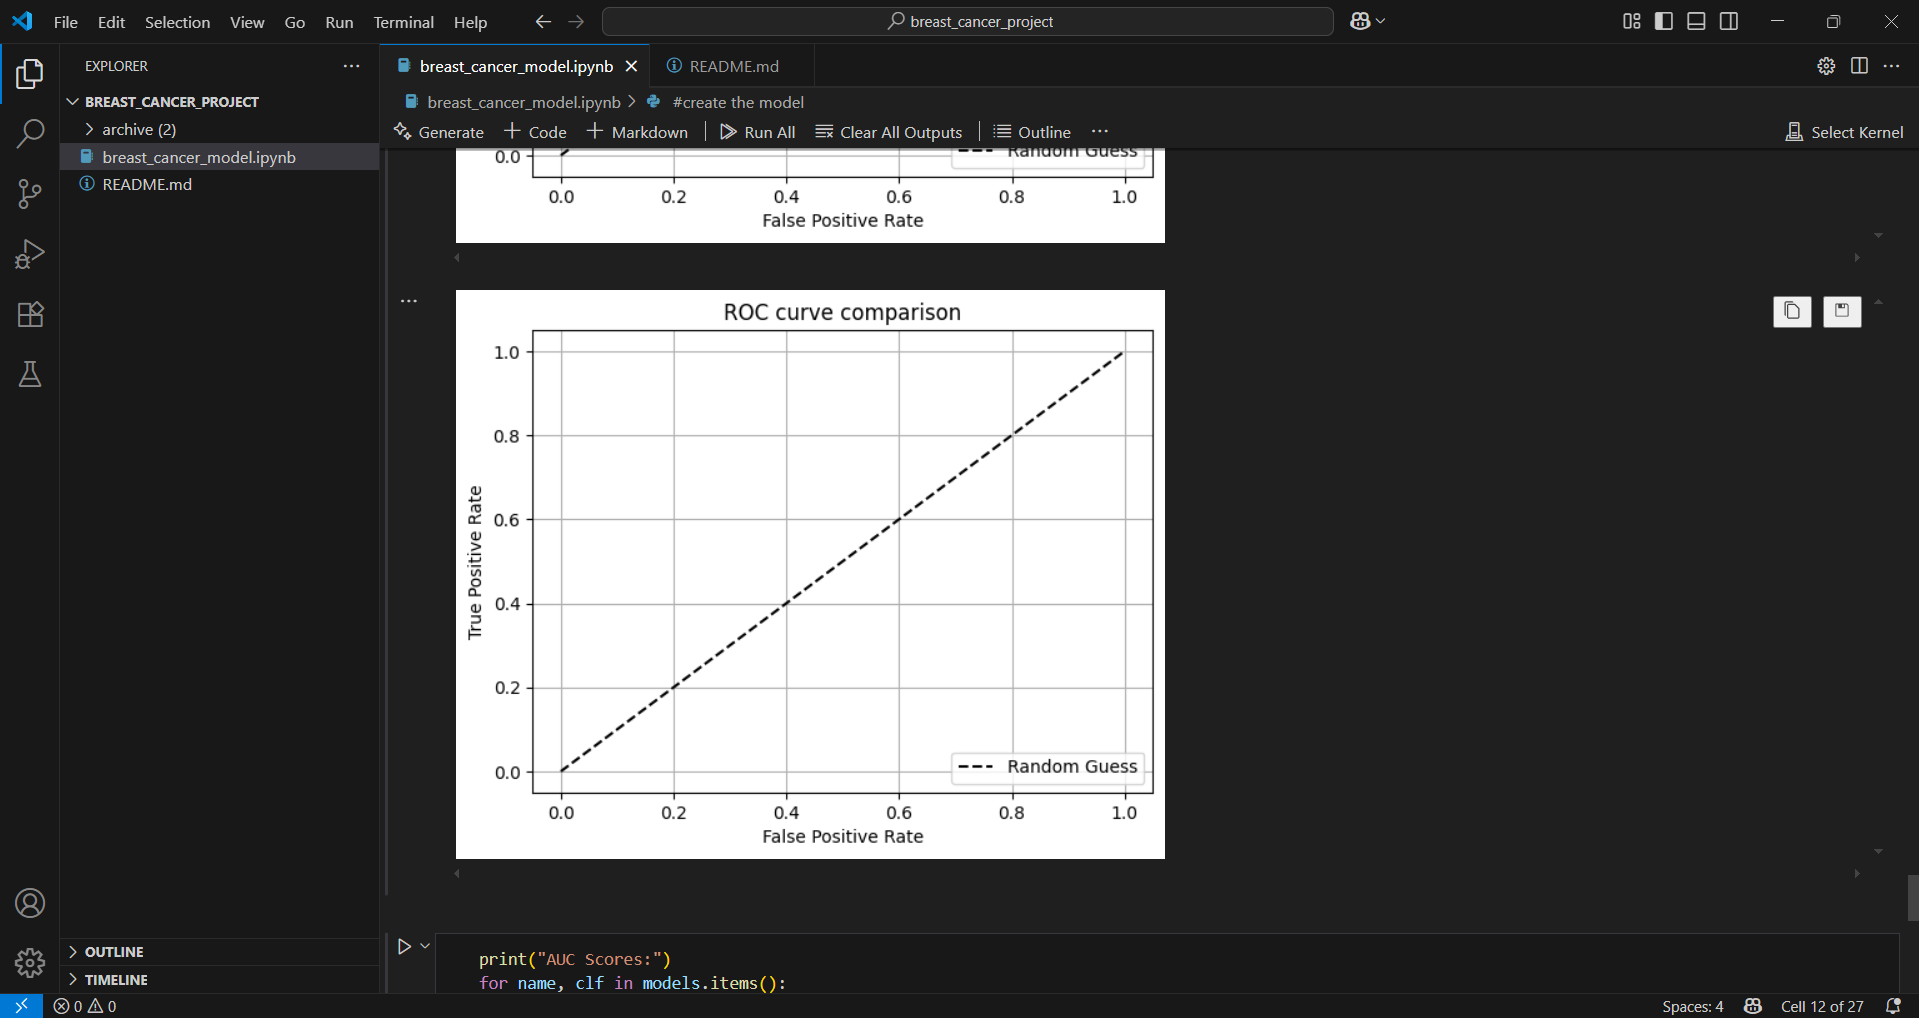 File Edit Selection View Go Run Terminal Help
breast_cancer_project
EXPLORER
BREAST_CANCER_PROJECT
archive (2)
breast_cancer_model.ipynb
README.md
OUTLINE
TIMELINE
breast_cancer_model.ipynb README.md
breast_cancer_model.ipynb #create the model
Generate Code Markdown Run All Clear All Outputs Outline Select Kernel
0.0
Random Guess
0.0 0.2 0.4 0.6 0.8 1.0
False Positive Rate
ROC curve comparison
1.0
0.8
0.6
0.4
0.2
0.0
True Positive Rate
Random Guess
0.0 0.2 0.4 0.6 0.8 1.0
False Positive Rate
print("AUC Scores:")
for name, clf in models.items():
0 0 Spaces: 4 Cell 12 of 27